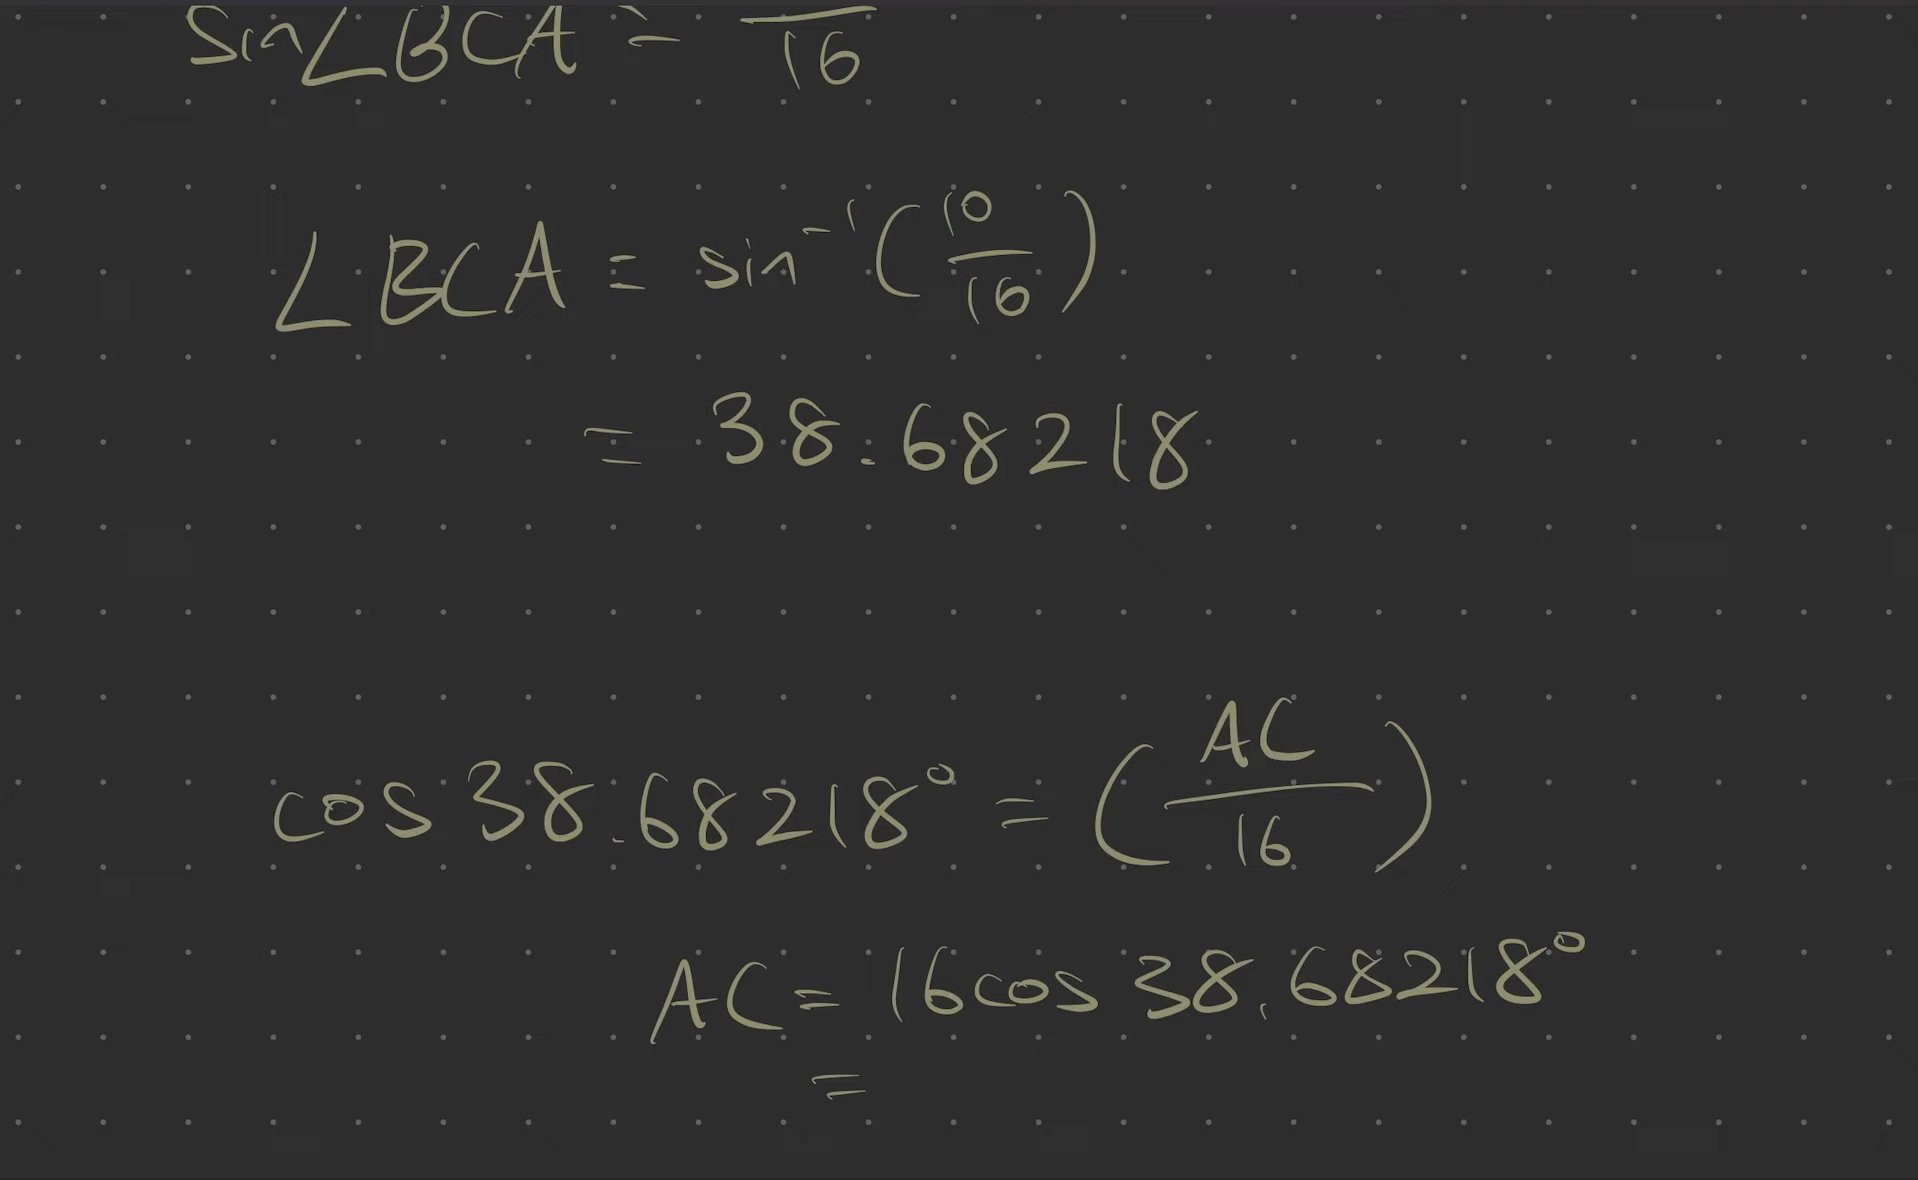 sin∠BCA = ―/16
∠BCA = sin⁻¹(10/16)
= 38.68218
cos 38.68218° = (AC/16)
AC = 16cos 38.68218°
=